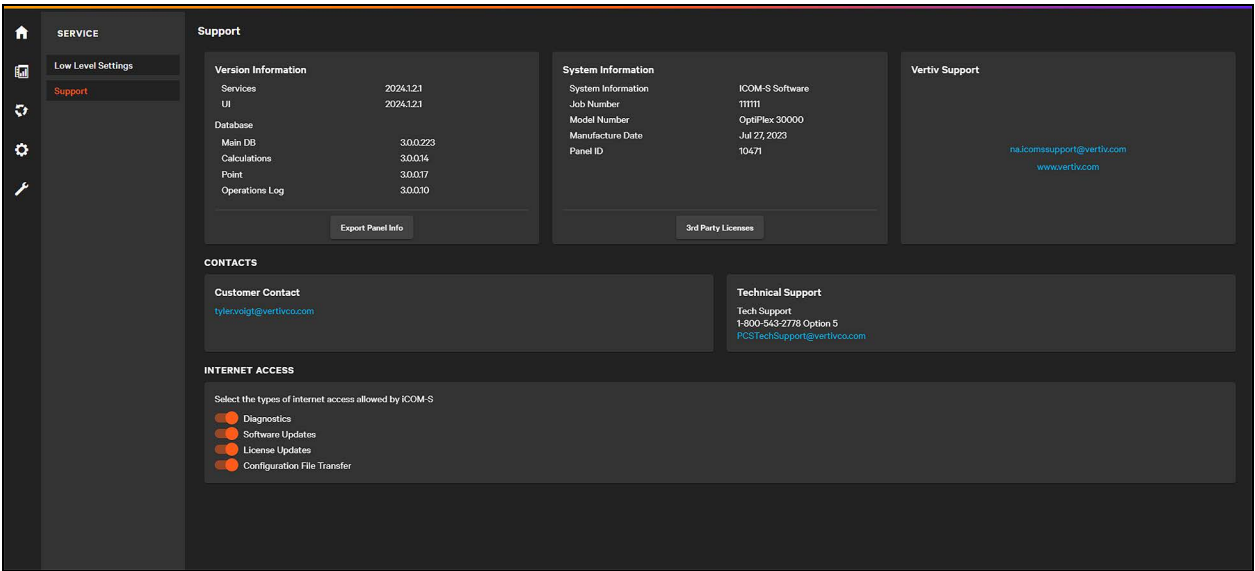 SERVICE
Low Level Settings
Support
Support
Version Information
Services 2024.1.2.1
UI 2024.1.2.1
Database
Main DB 3.0.0.223
Calculations 3.0.0.14
Point 3.0.0.17
Operations Log 3.0.0.10
Export Panel Info
System Information
System Information ICOM-S Software
Job Number 111111
Model Number OptiPlex 30000
Manufacture Date Jul 27, 2023
Panel ID 10471
3rd Party Licenses
Vertiv Support
na.icomssupport@vertiv.com
www.vertiv.com
CONTACTS
Customer Contact
tyler.voigt@vertivco.com
Technical Support
Tech Support
1-800-543-2778 Option 5
PCSTechSupport@vertivco.com
INTERNET ACCESS
Select the types of internet access allowed by iCOM-S
Diagnostics
Software Updates
License Updates
Configuration File Transfer